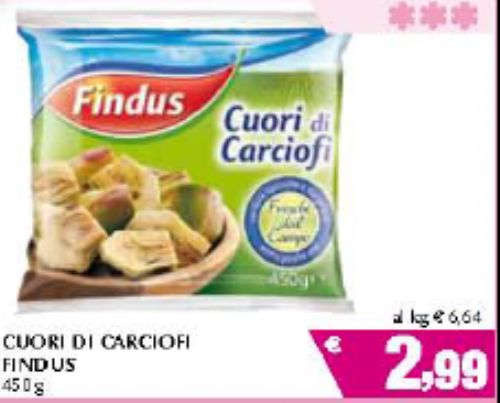 Findus
Cuori di
Carciofi
Freschi
dal
Campo
450g
al kg € 6,64
CUORI DI CARCIOFI
FINDUS
450g
€ 2,99